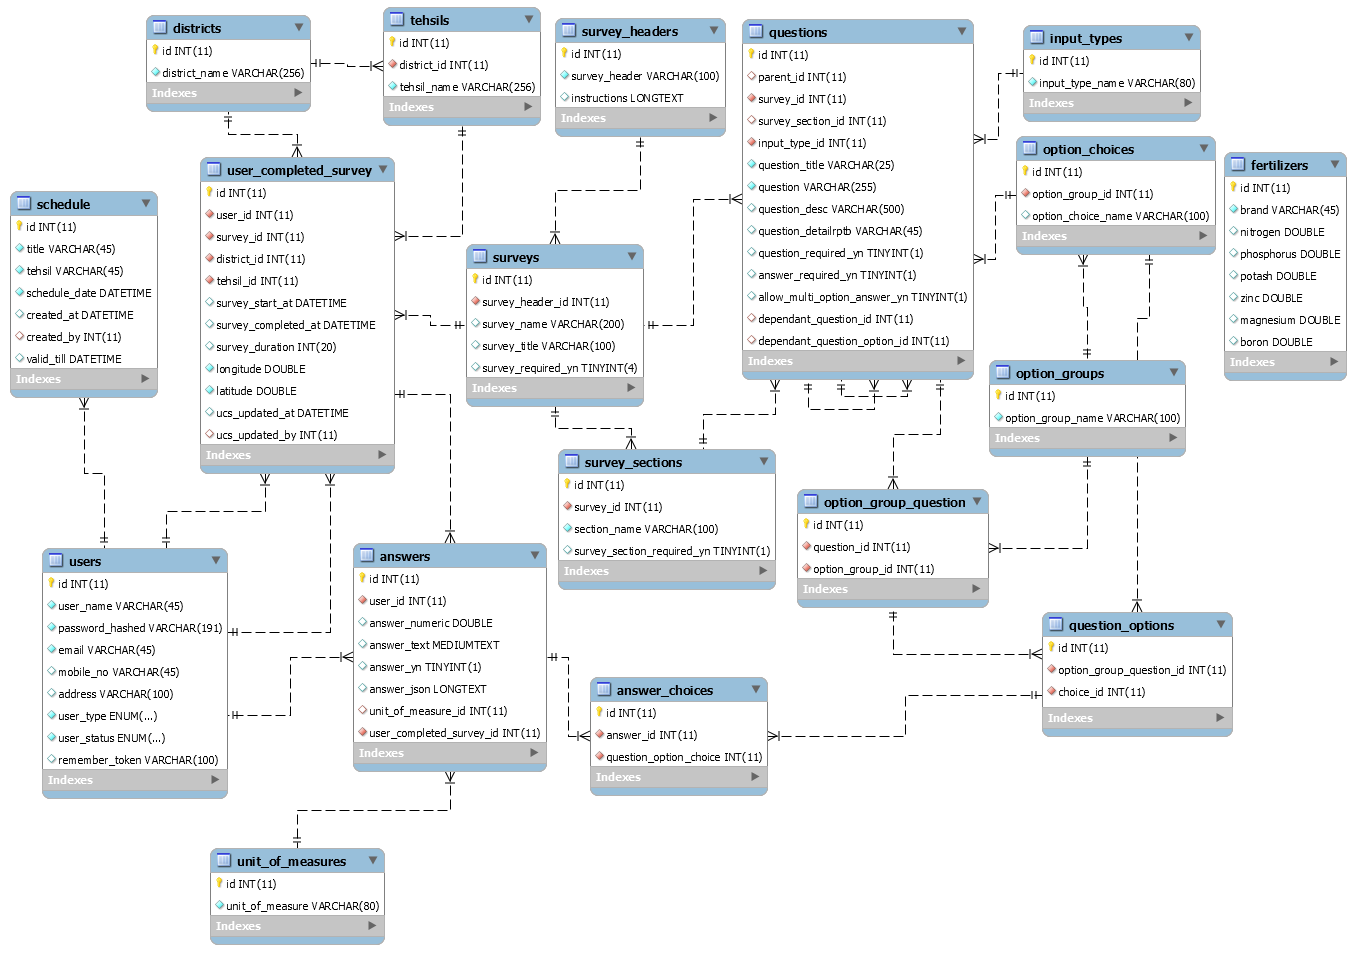 districts
id INT(11)
district_name VARCHAR(256)
Indexes
tehsils
id INT(11)
district_id INT(11)
tehsil_name VARCHAR(256)
Indexes
survey_headers
id INT(11)
survey_header VARCHAR(100)
instructions LONGTEXT
Indexes
questions
id INT(11)
parent_id INT(11)
survey_id INT(11)
survey_section_id INT(11)
input_type_id INT(11)
question_title VARCHAR(25)
question VARCHAR(255)
question_desc VARCHAR(500)
question_detailrptb VARCHAR(45)
question_required_yn TINYINT(1)
answer_required_yn TINYINT(1)
allow_multi_option_answer_yn TINYINT(1)
dependant_question_id INT(11)
dependant_question_option_id INT(11)
Indexes
input_types
id INT(11)
input_type_name VARCHAR(80)
Indexes
option_choices
id INT(11)
option_group_id INT(11)
option_choice_name VARCHAR(100)
Indexes
fertilizers
id INT(11)
brand VARCHAR(45)
nitrogen DOUBLE
phosphorus DOUBLE
potash DOUBLE
zinc DOUBLE
magnesium DOUBLE
boron DOUBLE
Indexes
schedule
id INT(11)
title VARCHAR(45)
tehsil VARCHAR(45)
schedule_date DATETIME
created_at DATETIME
created_by INT(11)
valid_till DATETIME
Indexes
user_completed_survey
id INT(11)
user_id INT(11)
survey_id INT(11)
district_id INT(11)
tehsil_id INT(11)
survey_start_at DATETIME
survey_completed_at DATETIME
survey_duration INT(20)
longitude DOUBLE
latitude DOUBLE
ucs_updated_at DATETIME
ucs_updated_by INT(11)
Indexes
surveys
id INT(11)
survey_header_id INT(11)
survey_name VARCHAR(200)
survey_title VARCHAR(100)
survey_required_yn TINYINT(4)
Indexes
option_groups
id INT(11)
option_group_name VARCHAR(100)
Indexes
survey_sections
id INT(11)
survey_id INT(11)
section_name VARCHAR(100)
survey_section_required_yn TINYINT(1)
Indexes
option_group_question
id INT(11)
question_id INT(11)
option_group_id INT(11)
Indexes
users
id INT(11)
user_name VARCHAR(45)
password_hashed VARCHAR(191)
email VARCHAR(45)
mobile_no VARCHAR(45)
address VARCHAR(100)
user_type ENUM(...)
user_status ENUM(...)
remember_token VARCHAR(100)
Indexes
answers
id INT(11)
user_id INT(11)
answer_numeric DOUBLE
answer_text MEDIUMTEXT
answer_yn TINYINT(1)
answer_json LONGTEXT
unit_of_measure_id INT(11)
user_completed_survey_id INT(11)
Indexes
answer_choices
id INT(11)
answer_id INT(11)
question_option_choice INT(11)
Indexes
question_options
id INT(11)
option_group_question_id INT(11)
choice_id INT(11)
Indexes
unit_of_measures
id INT(11)
unit_of_measure VARCHAR(80)
Indexes